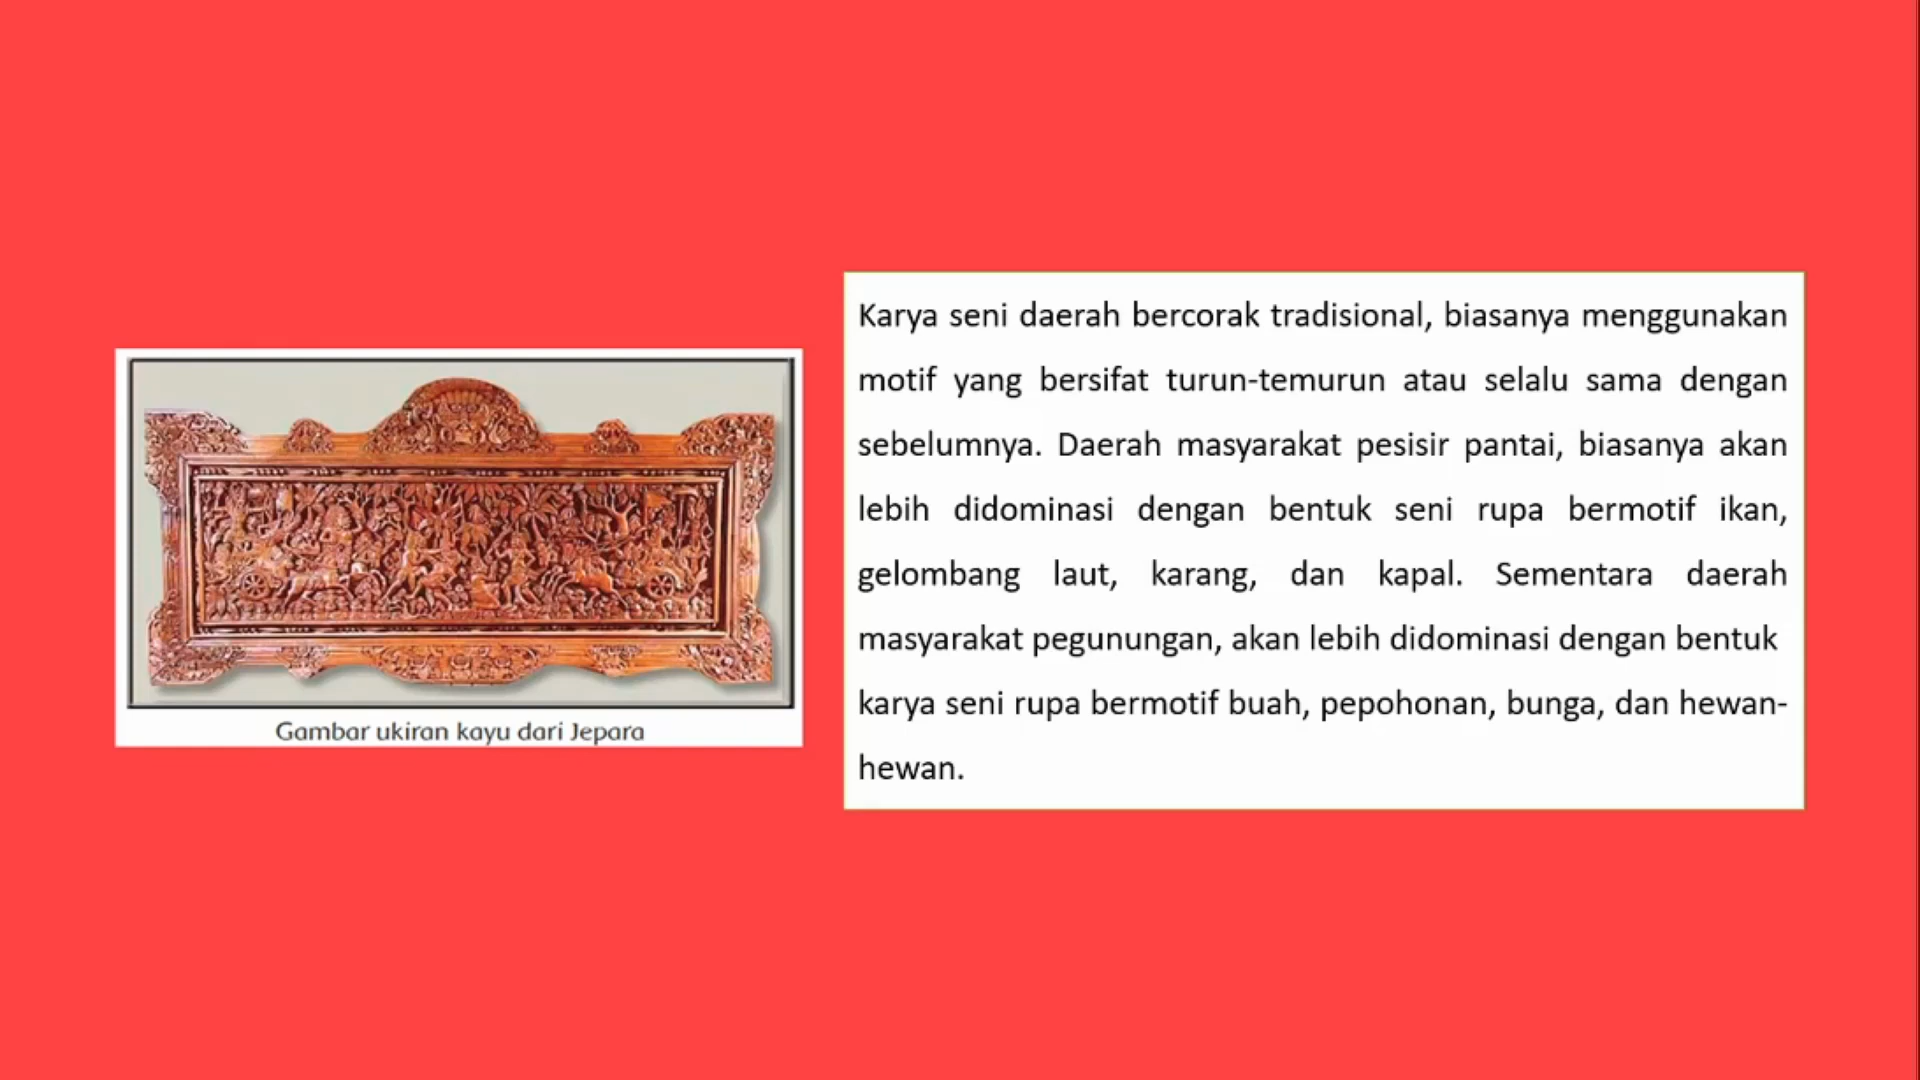 Gambar ukiran kayu dari Jepara
Karya seni daerah bercorak tradisional, biasanya menggunakan
motif yang bersifat turun-temurun atau selalu sama dengan
sebelumnya. Daerah masyarakat pesisir pantai, biasanya akan
lebih didominasi dengan bentuk seni rupa bermotif ikan,
gelombang laut, karang, dan kapal. Sementara daerah
masyarakat pegunungan, akan lebih didominasi dengan bentuk
karya seni rupa bermotif buah, pepohonan, bunga, dan hewan-
hewan.